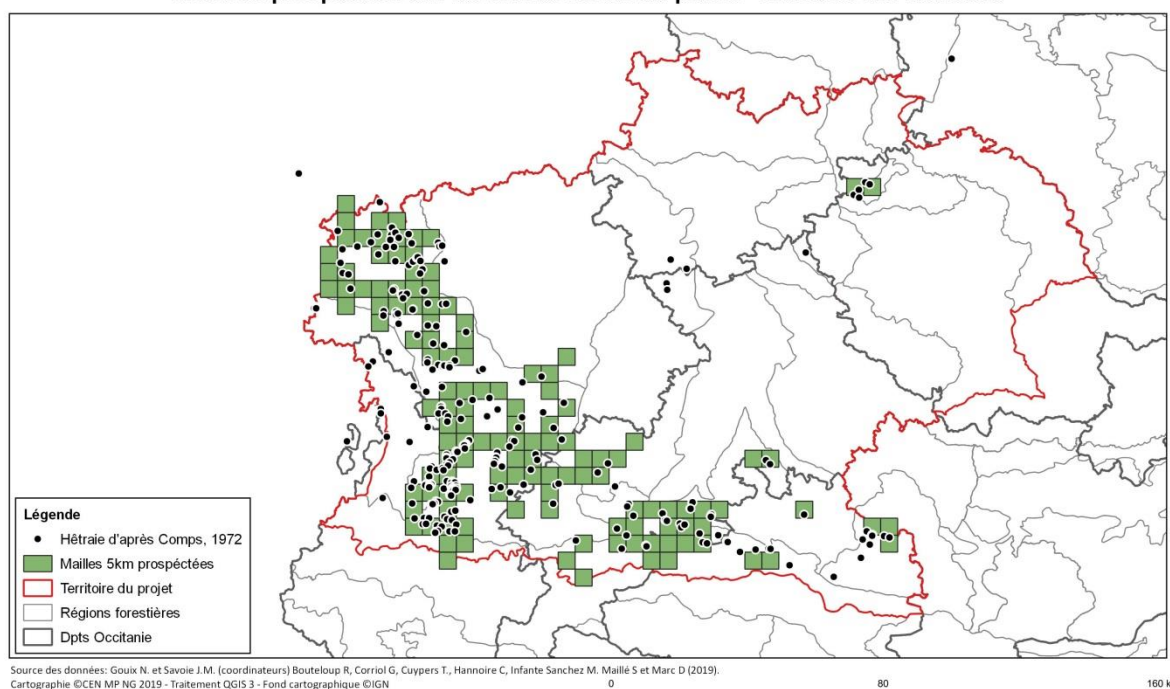 Légende
Hêtraie d'après Comps, 1972
Mailles 5km prospéctées
Territoire du projet
Régions forestières
Dpts Occitanie
Source des données: Gouix N. et Savoie J.M. (coordinateurs) Bouteloup R, Corriol G, Cuypers T., Hannoire C, Infante Sanchez M. Maillé S et Marc D (2019).
Cartographie ©CEN MP NG 2019 - Traitement QGIS 3 - Fond cartographique ©IGN
0 80 160 k